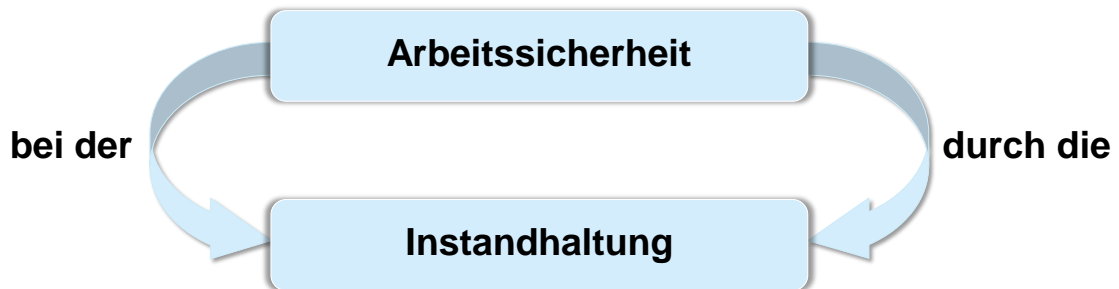 Arbeitssicherheit
bei der
durch die
Instandhaltung